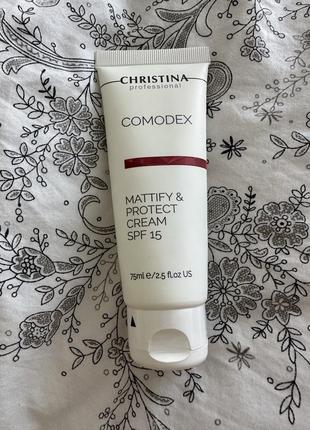 CHRISTINA
professional
COMODEX
MATTIFY &
PROTECT
CREAM
SPF 15
75ml e/2.5 fl.oz US